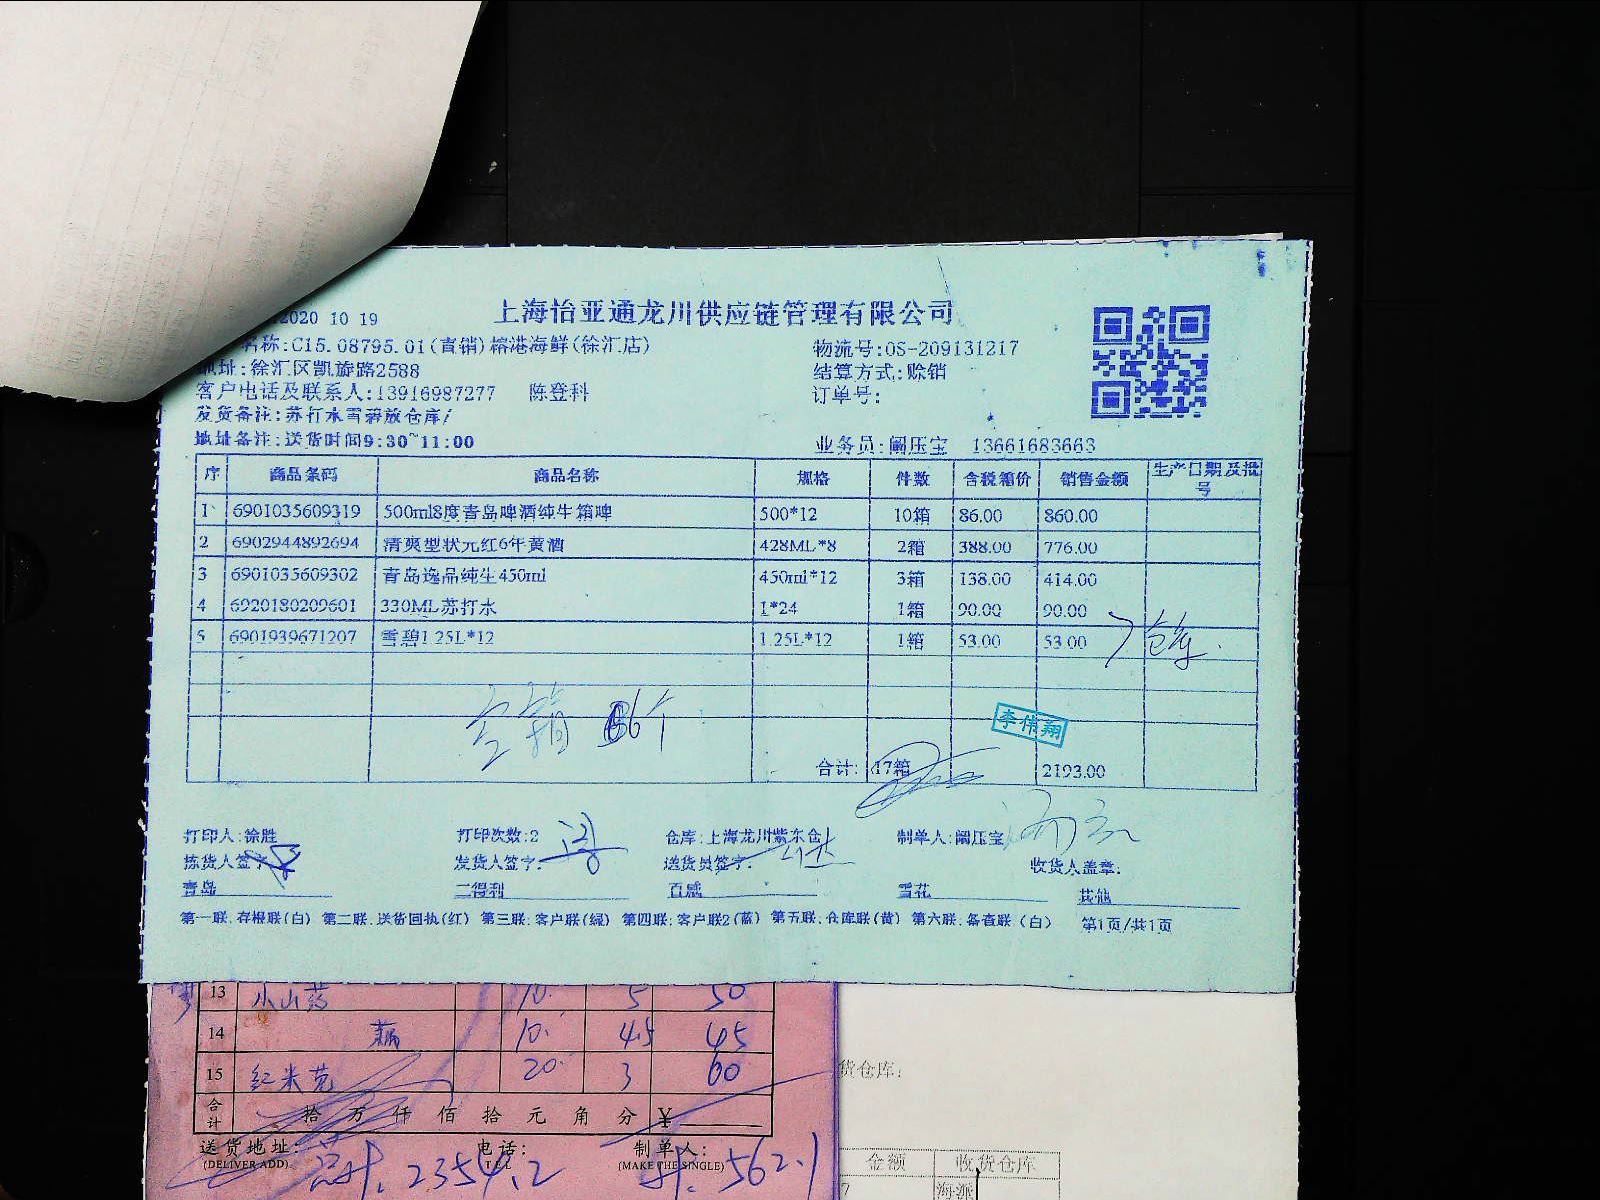 上海怡亚通龙川供应链管理有限公司
2020 10 19
名称:C15.08795.01(直销)榕港海鲜(徐汇店)
物流号:OS-209131217
地址:徐汇区凯旋路2588
结算方式:赊销
客户电话及联系人:13916987277 陈登科
订单号:
发货备注:苏打水雪碧放仓库/
地址备注:送货时间9:30~11:00
业务员:阚压宝 13661683663
序 商品条码 商品名称 规格 件数 含税箱价 销售金额 生产日期及批号
1 6901035609319 500ml8度青岛啤酒纯生箱啤 500*12 10箱 86.00 860.00
2 6902944892694 清爽型状元红6年黄酒 428ML*8 2箱 388.00 776.00
3 6901035609302 青岛逸品纯生450ml 450ml*12 3箱 138.00 414.00
4 6920180209601 330ML苏打水 1*24 1箱 90.00 90.00
5 6901939671207 雪碧1.25L*12 1.25L*12 1箱 53.00 53.00
仓库.
空箱
李伟翔
合计: 17箱 2193.00
打印人:徐胜 打印次数:2 仓库:上海龙川紫东仓 制单人:阚压宝
拣货人签字: 发货人签字: 送货员签字: 收货人盖章:
青岛 三得利 百威 雪花 其他
第一联:存根联(白) 第二联:送货回执(红) 第三联:客户联(绿) 第四联:客户联2(蓝) 第五联:仓库联(黄) 第六联:备查联(白) 第1页/共1页
13 小山药 10. 5 50
14 藕 10. 4.5 45
15 红米苋 20. 3 60
合计 拾 万 仟 佰 拾 元 角 分 ¥
送货地址: 电话: 制单人:
(DELIVER ADD) TEL (MAKE THE SINGLE)
2354.2 562.1
货仓库:
金额 收货仓库
7 海派